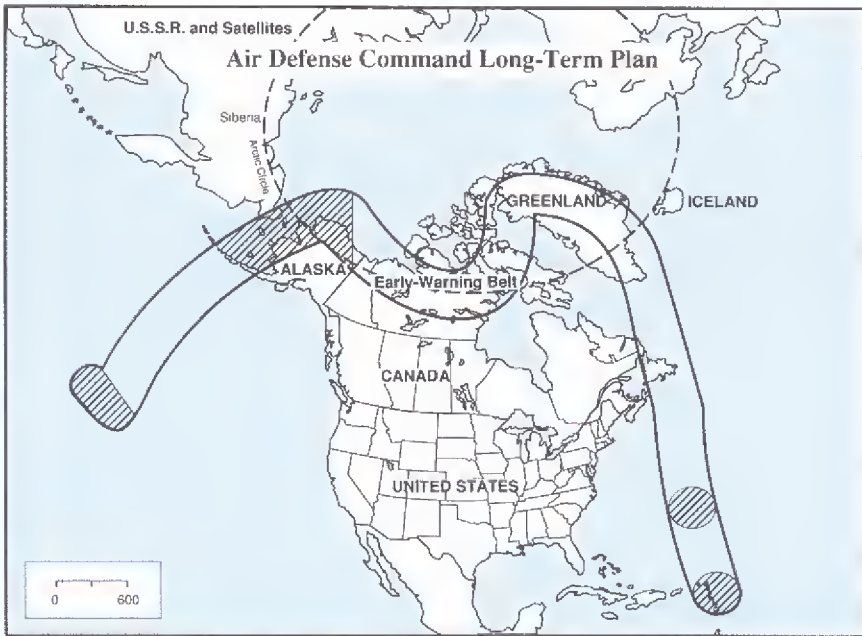 U.S.S.R. and Satellites
Air Defense Command Long-Term Plan
Siberia
Arctic Circle
GREENLAND
ICELAND
ALASKA
Early-Warning Belt
CANADA
UNITED STATES
0 600